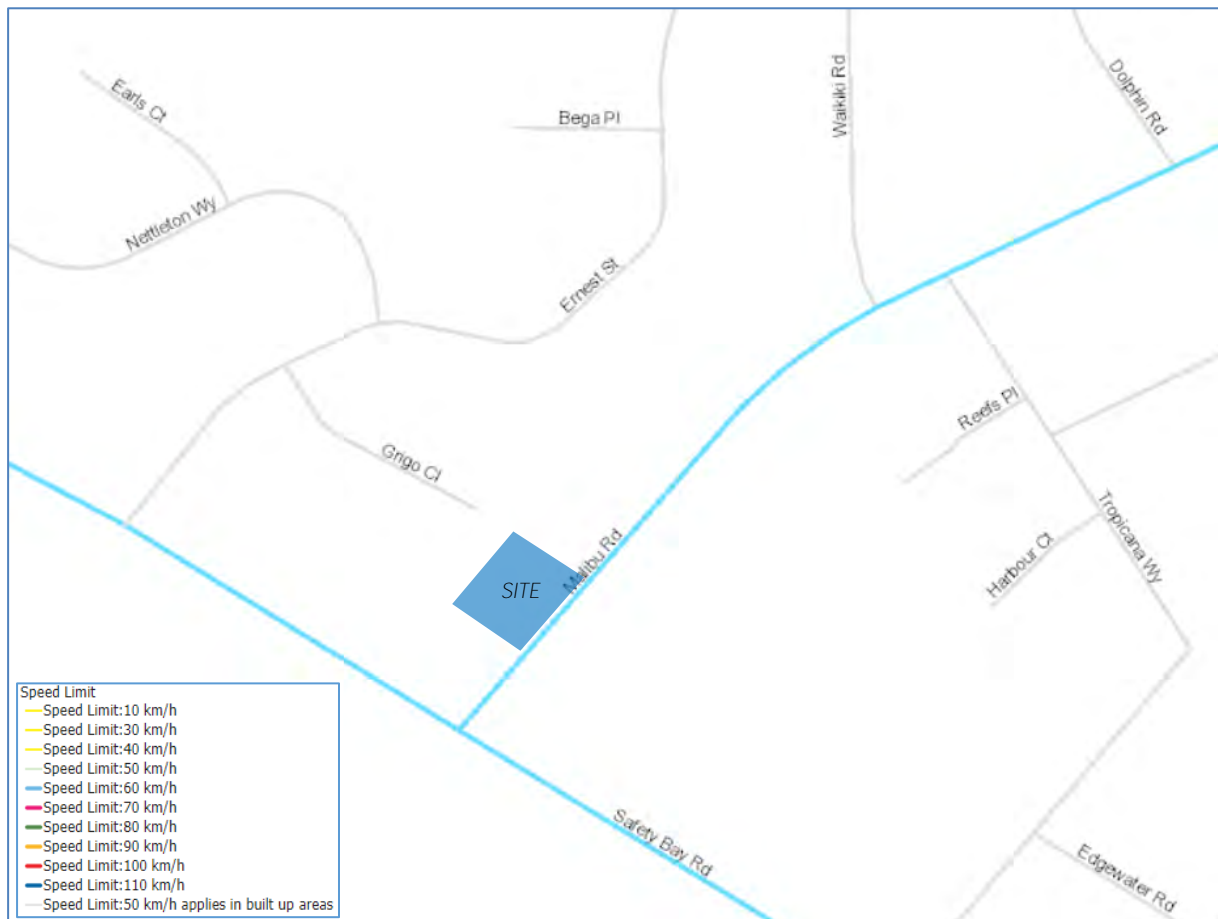 Earls Ct
Bega Pl
Waikiki Rd
Dolphin Rd
Nettleton Wy
Ernest St
Reefs Pl
Grigo Cl
Tropicana Wy
Malibu Rd
Harbour Ct
SITE
Safety Bay Rd
Edgewater Rd
Speed Limit
Speed Limit:10 km/h
Speed Limit:30 km/h
Speed Limit:40 km/h
Speed Limit:50 km/h
Speed Limit:60 km/h
Speed Limit:70 km/h
Speed Limit:80 km/h
Speed Limit:90 km/h
Speed Limit:100 km/h
Speed Limit:110 km/h
Speed Limit:50 km/h applies in built up areas